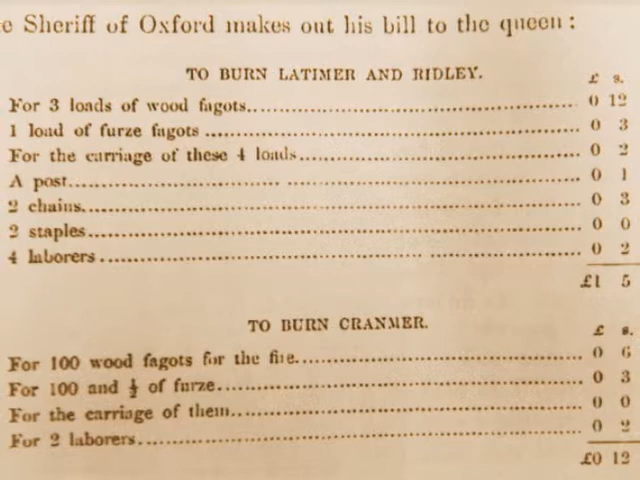 e Sheriff of Oxford makes out his bill to the queen:
TO BURN LATIMER AND RIDLEY.
£ s.
For 3 loads of wood fagots.............................................. 0 12
1 load of furze fagots .................................................... 0 3
For the carriage of these 4 loads...................................... 0 2
A post........................... ........................................... 0 1
2 chains...................................................................... 0 3
2 staples..................................................................... 0 0
4 laborers ............................................ ..................... 0 2
£1 5
TO BURN CRANMER.
£ s.
For 100 wood fagots for the fire...................................... 0 6
For 100 and ½ of furze.................................................. 0 3
For the carriage of them................................................ 0 0
For 2 laborers.............................................................. 0 2
£0 12